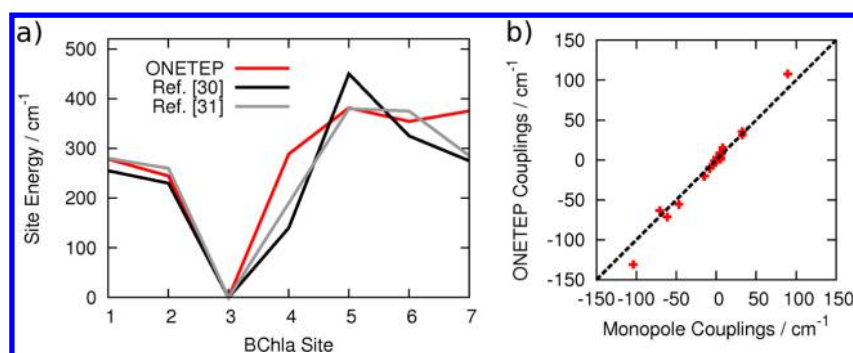 a)
500
400
300
200
100
0
Site Energy / cm-1
ONETEP
Ref. [30]
Ref. [31]
1 2 3 4 5 6 7
BChla Site
b)
150
100
50
0
-50
-100
-150
ONETEP Couplings / cm-1
-150 -100 -50 0 50 100 150
Monopole Couplings / cm-1